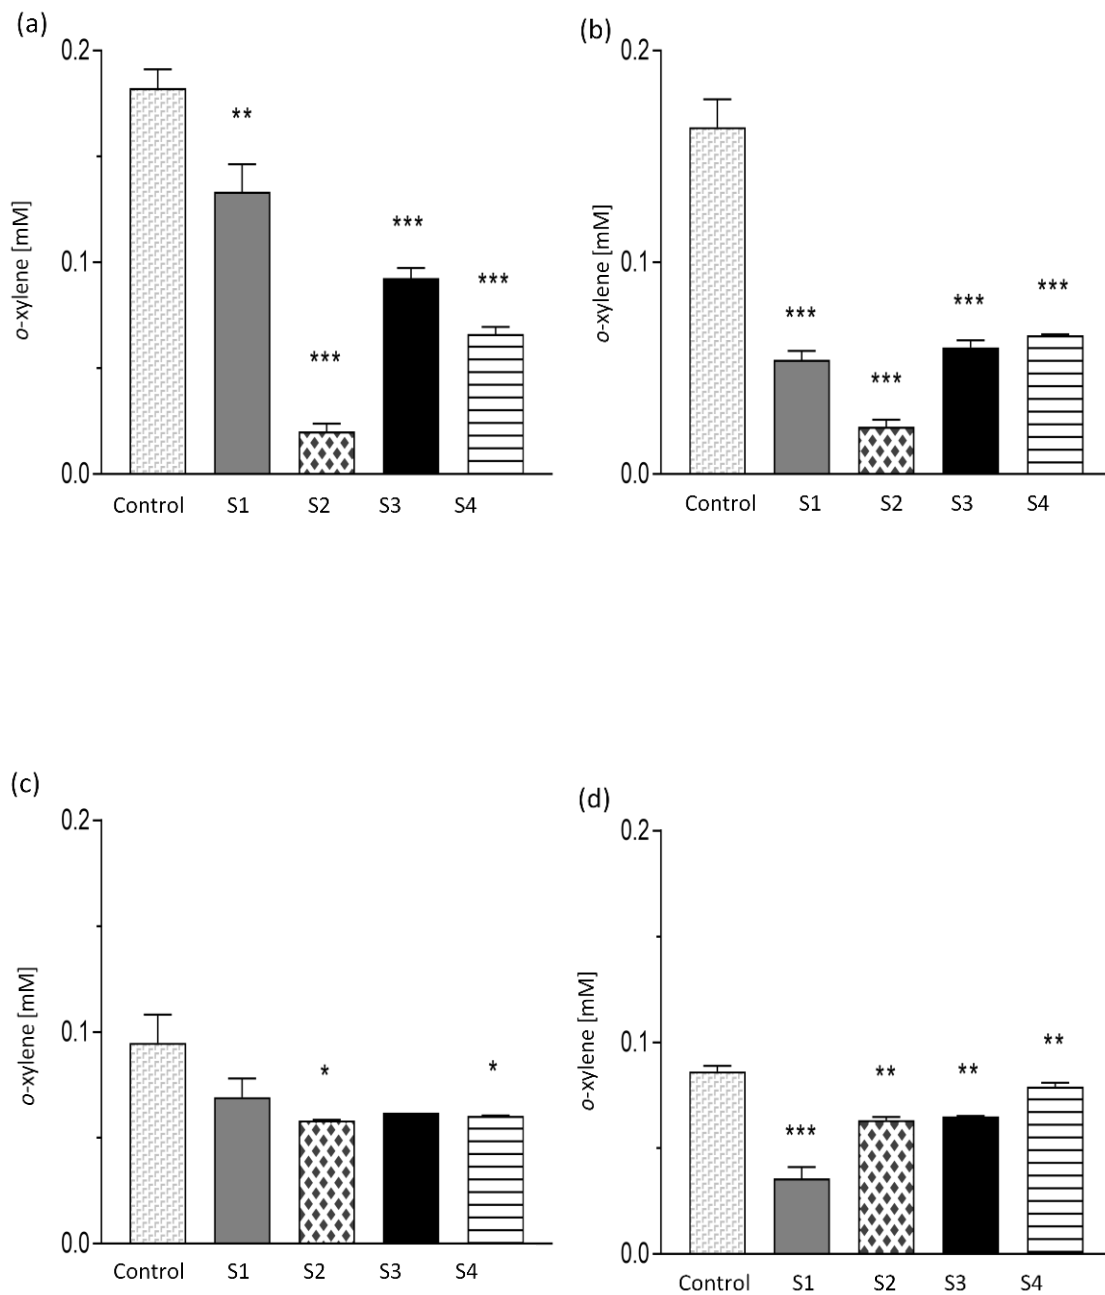 (a)
0.2
**
***
***
***
0.1
o-xylene [mM]
0.0
Control S1 S2 S3 S4
(b)
0.2
***
***
***
***
0.1
o-xylene [mM]
0.0
Control S1 S2 S3 S4
(c)
0.2
*
*
0.1
o-xylene [mM]
0.0
Control S1 S2 S3 S4
(d)
0.2
***
**
**
**
0.1
o-xylene [mM]
0.0
Control S1 S2 S3 S4